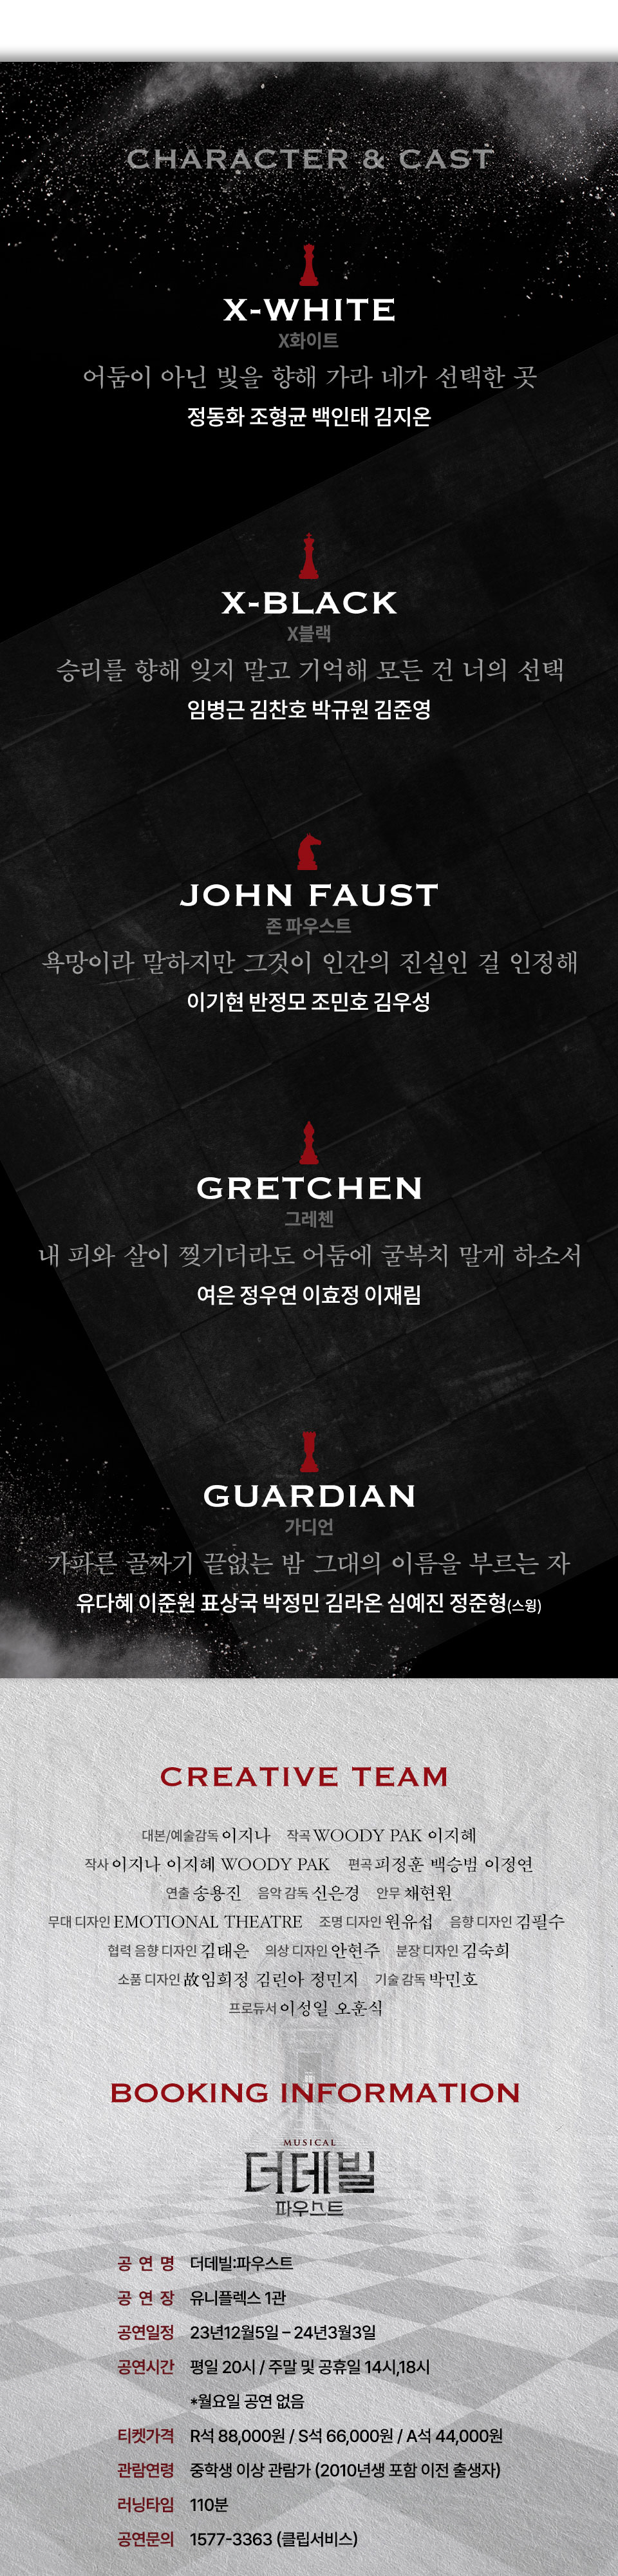 CHARACTER & CAST
X-WHITE
X화이트
어둠이 아닌 빛을 향해 가라 네가 선택한 곳
정동화 조형균 백인태 김지온
X-BLACK
X블랙
승리를 향해 잊지 말고 기억해 모든 건 너의 선택
임병근 김찬호 박규원 김준영
JOHN FAUST
존 파우스트
욕망이라 말하지만 그것이 인간의 진실인 걸 인정해
이기현 반정모 조민호 김우성
GRETCHEN
그레첸
내 피와 살이 찢기더라도 어둠에 굴복치 말게 하소서
여은 정우연 이효정 이재림
GUARDIAN
가디언
가파른 골짜기 끝없는 밤 그대의 이름을 부르는 자
유다혜 이준원 표상국 박정민 김라온 심예진 정준형(스윙)
CREATIVE TEAM
대본/예술감독 이지나 작곡 WOODY PAK 이지혜
작사 이지나 이지혜 WOODY PAK 편곡 피정훈 백승범 이정연
연출 송용진 음악 감독 신은경 안무 채현원
무대 디자인 EMOTIONAL THEATRE 조명 디자인 원유섭 음향 디자인 김필수
협력 음향 디자인 김태은 의상 디자인 안현주 분장 디자인 김숙희
소품 디자인 故임희정 김린아 정민지 기술 감독 박민호
프로듀서 이성일 오훈식
BOOKING INFORMATION
MUSICAL
더데빌
파우스트
공 연 명 더데빌:파우스트
공 연 장 유니플렉스 1관
공연일정 23년12월5일 – 24년3월3일
공연시간 평일 20시 / 주말 및 공휴일 14시,18시
*월요일 공연 없음
티켓가격 R석 88,000원 / S석 66,000원 / A석 44,000원
관람연령 중학생 이상 관람가 (2010년생 포함 이전 출생자)
러닝타임 110분
공연문의 1577-3363 (클립서비스)